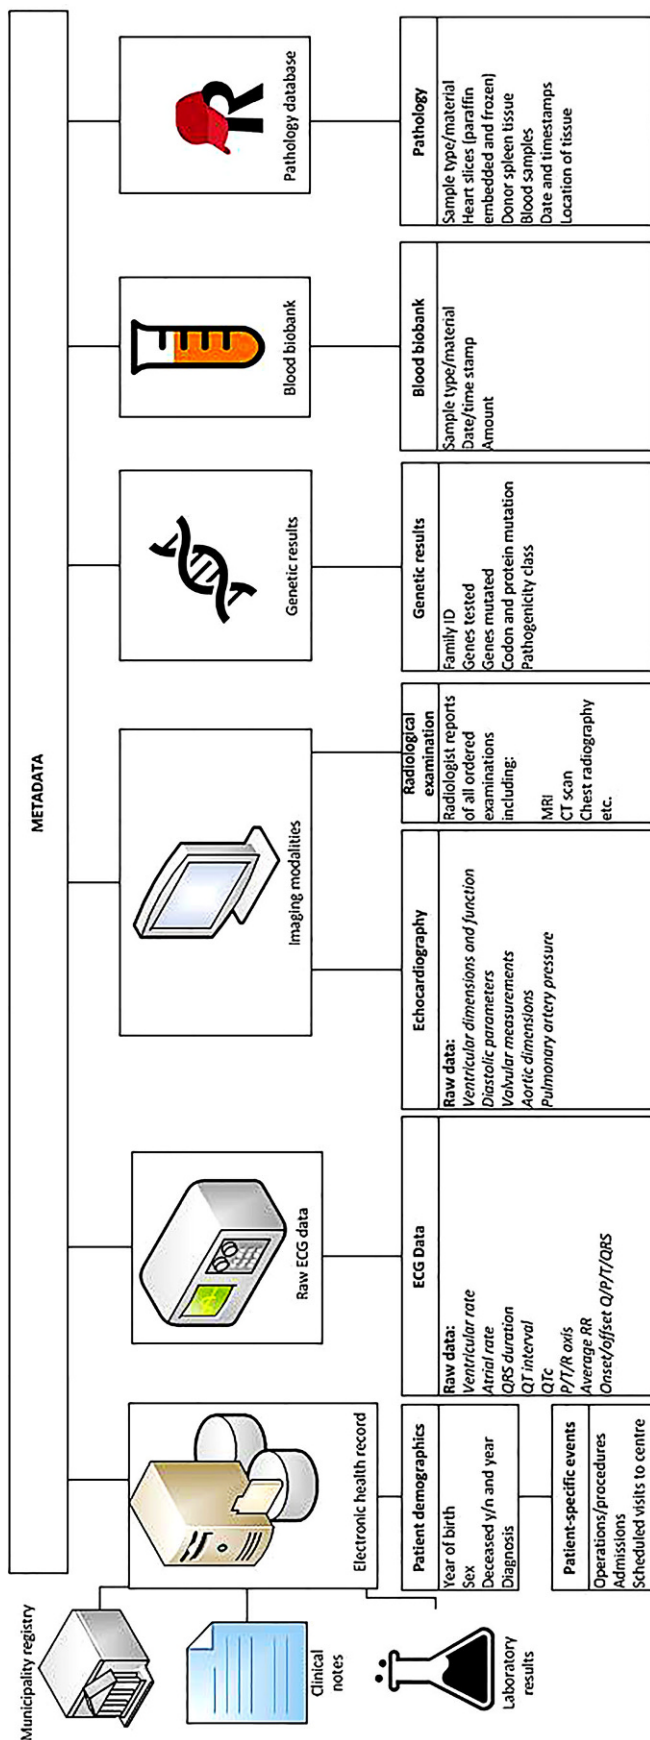 METADATA
Municipality registry
Clinical
notes
Laboratory
results
Electronic health record
Raw ECG data
Imaging modalities
Genetic results
Blood biobank
R
Pathology database
Patient demographics
Year of birth
Sex
Deceased y/n and year
Diagnosis
Patient-specific events
Operations/procedures
Admissions
Scheduled visits to centre
ECG Data
Raw data:
Ventricular rate
Atrial rate
QRS duration
QT interval
QTc
P/T/R axis
Average RR
Onset/offset Q/P/T/QRS
Echocardiography
Raw data:
Ventricular dimensions and function
Diastolic parameters
Valvular measurements
Aortic dimensions
Pulmonary artery pressure
Radiological
examination
Radiologist reports
of all ordered
examinations
including:
MRI
CT scan
Chest radiography
etc.
Genetic results
Family ID
Genes tested
Genes mutated
Codon and protein mutation
Pathogenicity class
Blood biobank
Sample type/material
Date/time stamp
Amount
Pathology
Sample type/material
Heart slices (paraffin
embedded and frozen)
Donor spleen tissue
Blood samples
Date and timestamps
Location of tissue